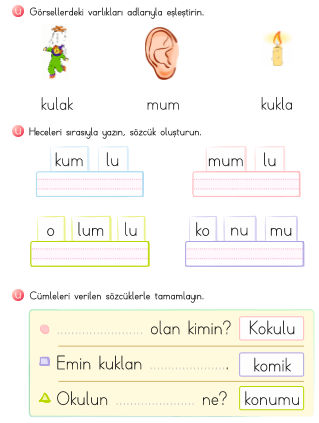 u Görsellerdeki varlıkları adlarıyla eşleştirin.
kulak mum kukla
u Heceleri sırasıyla yazın, sözcük oluşturun.
kum lu mum lu
o lum lu ko nu mu
u Cümleleri verilen sözcüklerle tamamlayın.
.................... olan kimin? Kokulu
Emin kuklan .................... . komik
Okulun .................... ne? konumu